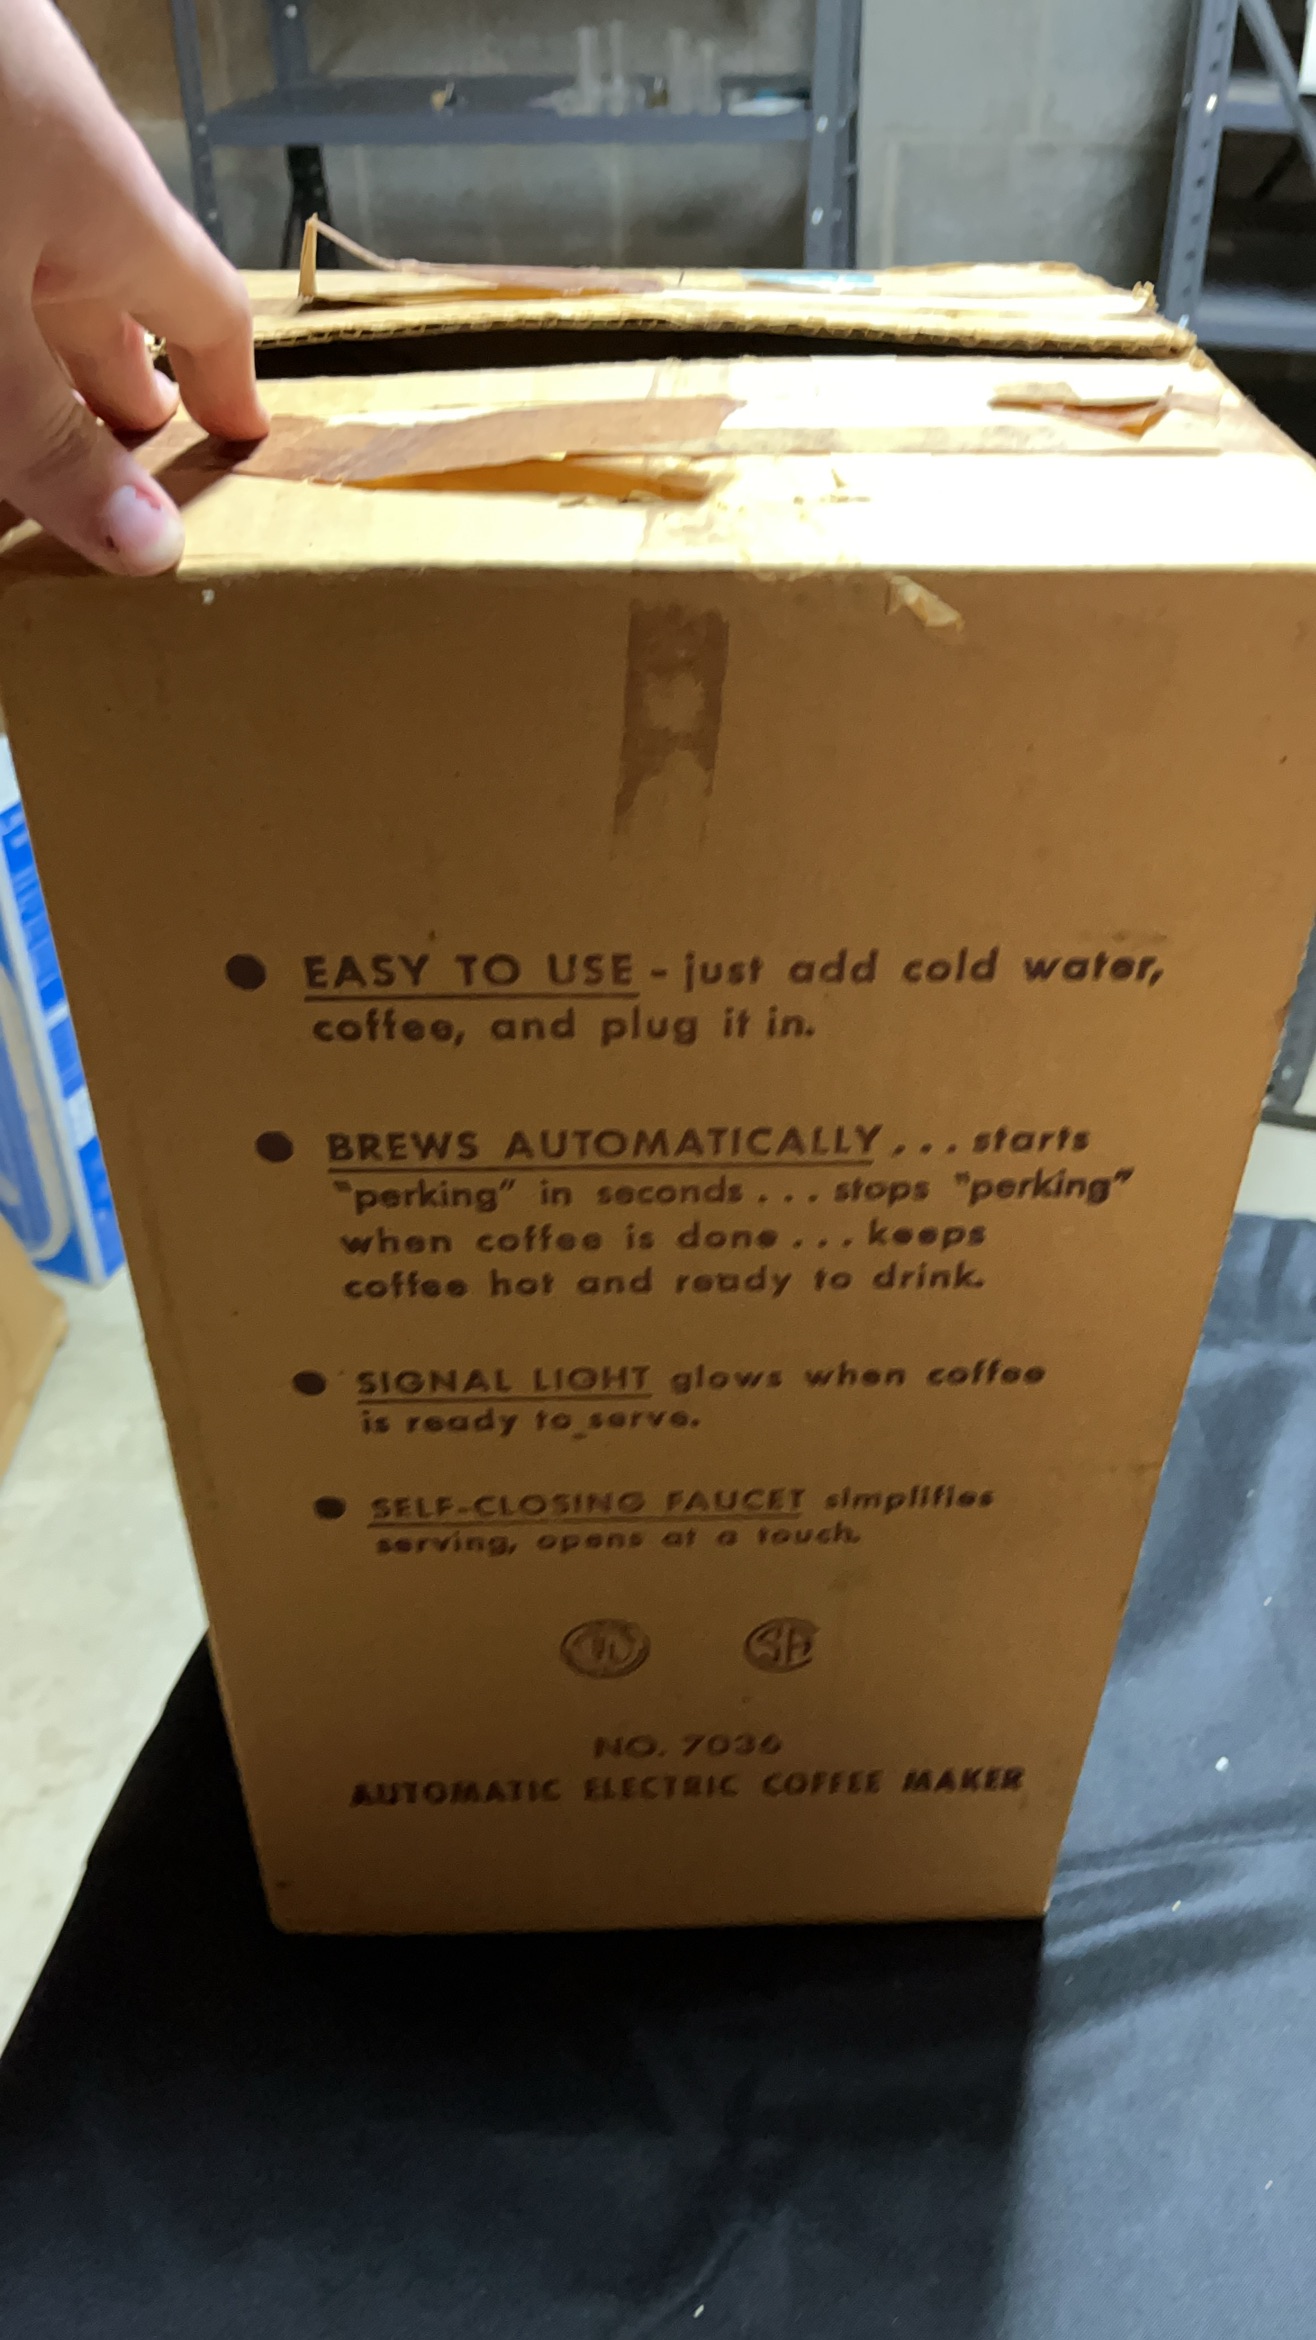 ● EASY TO USE - just add cold water,
coffee, and plug it in.
● BREWS AUTOMATICALLY... starts
"perking" in seconds... stops "perking"
when coffee is done... keeps
coffee hot and ready to drink.
● SIGNAL LIGHT glows when coffee
is ready to serve.
● SELF-CLOSING FAUCET simplifies
serving, opens at a touch.
UL SA
NO. 7036
AUTOMATIC ELECTRIC COFFEE MAKER